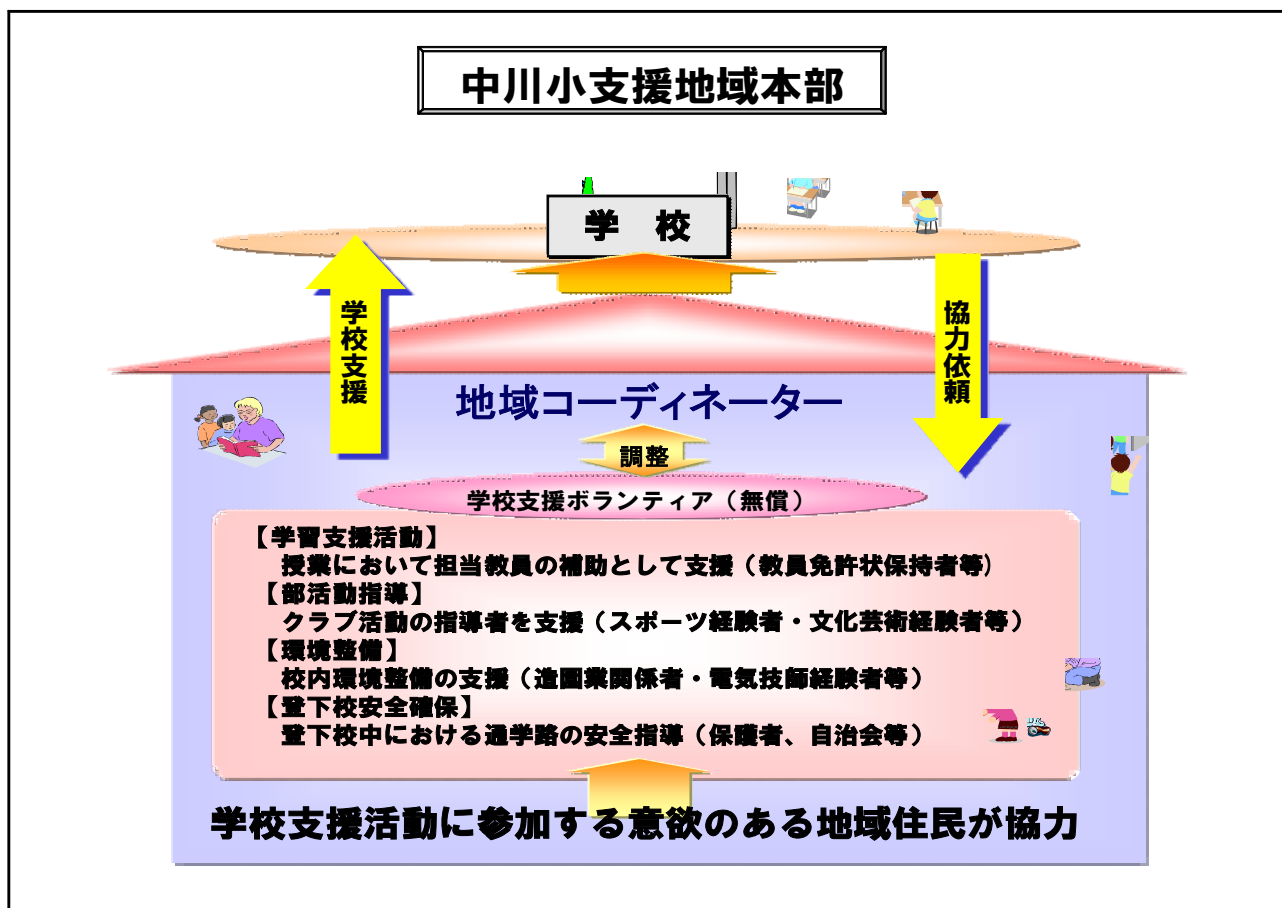 中川小支援地域本部
学　校
学校支援
協力依頼
地域コーディネーター
調整
学校支援ボランティア（無償）
【学習支援活動】
授業において担当教員の補助として支援（教員免許状保持者等）
【部活動指導】
クラブ活動の指導者を支援（スポーツ経験者・文化芸術経験者等）
【環境整備】
校内環境整備の支援（造園業関係者・電気技師経験者等）
【登下校安全確保】
登下校中における通学路の安全指導（保護者、自治会等）
学校支援活動に参加する意欲のある地域住民が協力